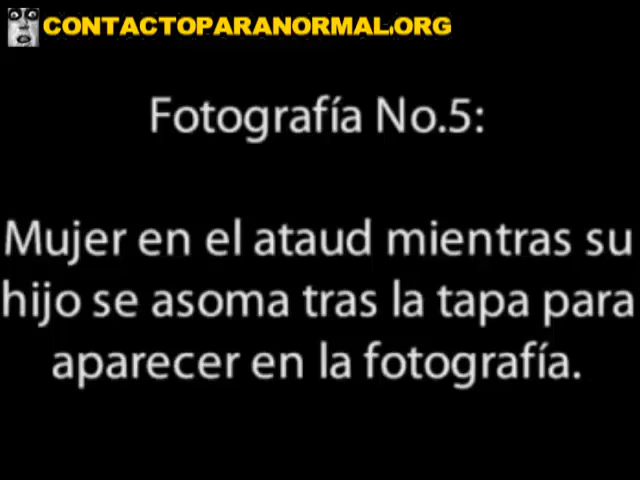 CONTACTOPARANORMAL.ORG
Fotografía No.5:
Mujer en el ataud mientras su
hijo se asoma tras la tapa para
aparecer en la fotografía.